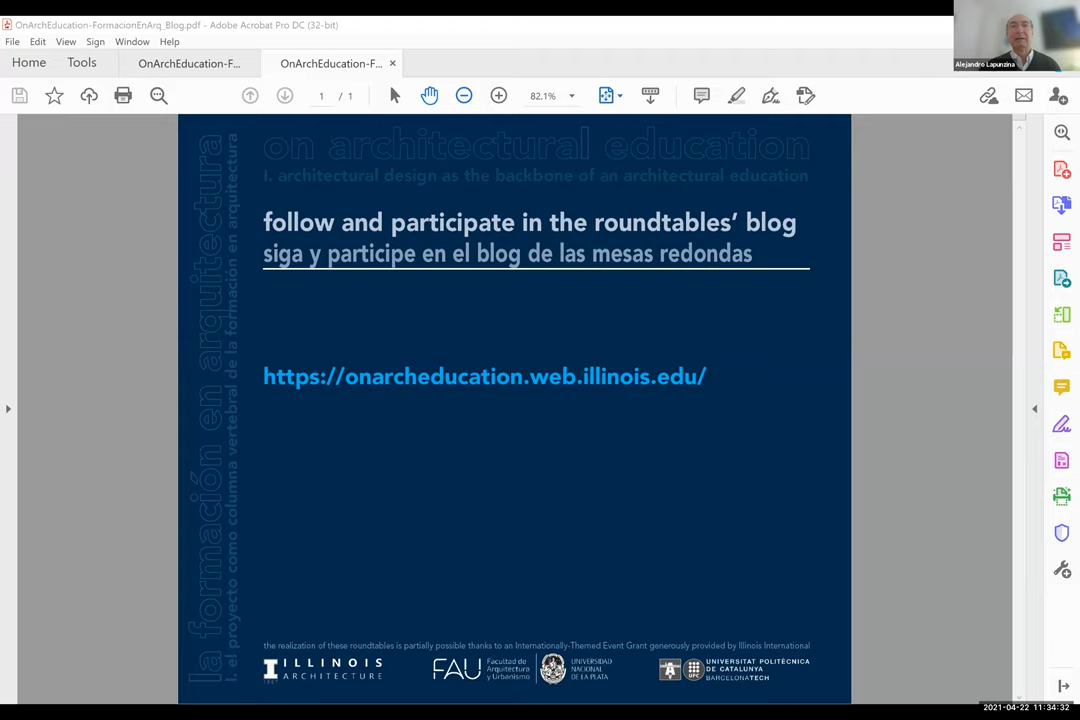 OnArchEducation-FormacionEnArq_Blog.pdf - Adobe Acrobat Pro DC (32-bit)
File Edit View Sign Window Help
Home Tools OnArchEducation-F... OnArchEducation-F... ×
1 / 1 82.1%
Alejandro Lapunzina
on architectural education
I. architectural design as the backbone of an architectural education
la formación en arquitectura
I. el proyecto como columna vertebral de la formación en arquitectura
follow and participate in the roundtables’ blog
siga y participe en el blog de las mesas redondas
https://onarcheducation.web.illinois.edu/
the realization of these roundtables is partially possible thanks to an Internationally-Themed Event Grant generously provided by Illinois International
ILLINOIS
ARCHITECTURE
FAU Facultad de
Arquitectura
y Urbanismo
UNIVERSIDAD
NACIONAL
DE LA PLATA
UPC
UNIVERSITAT POLITÈCNICA
DE CATALUNYA
BARCELONATECH
2021-04-22 11:34:32